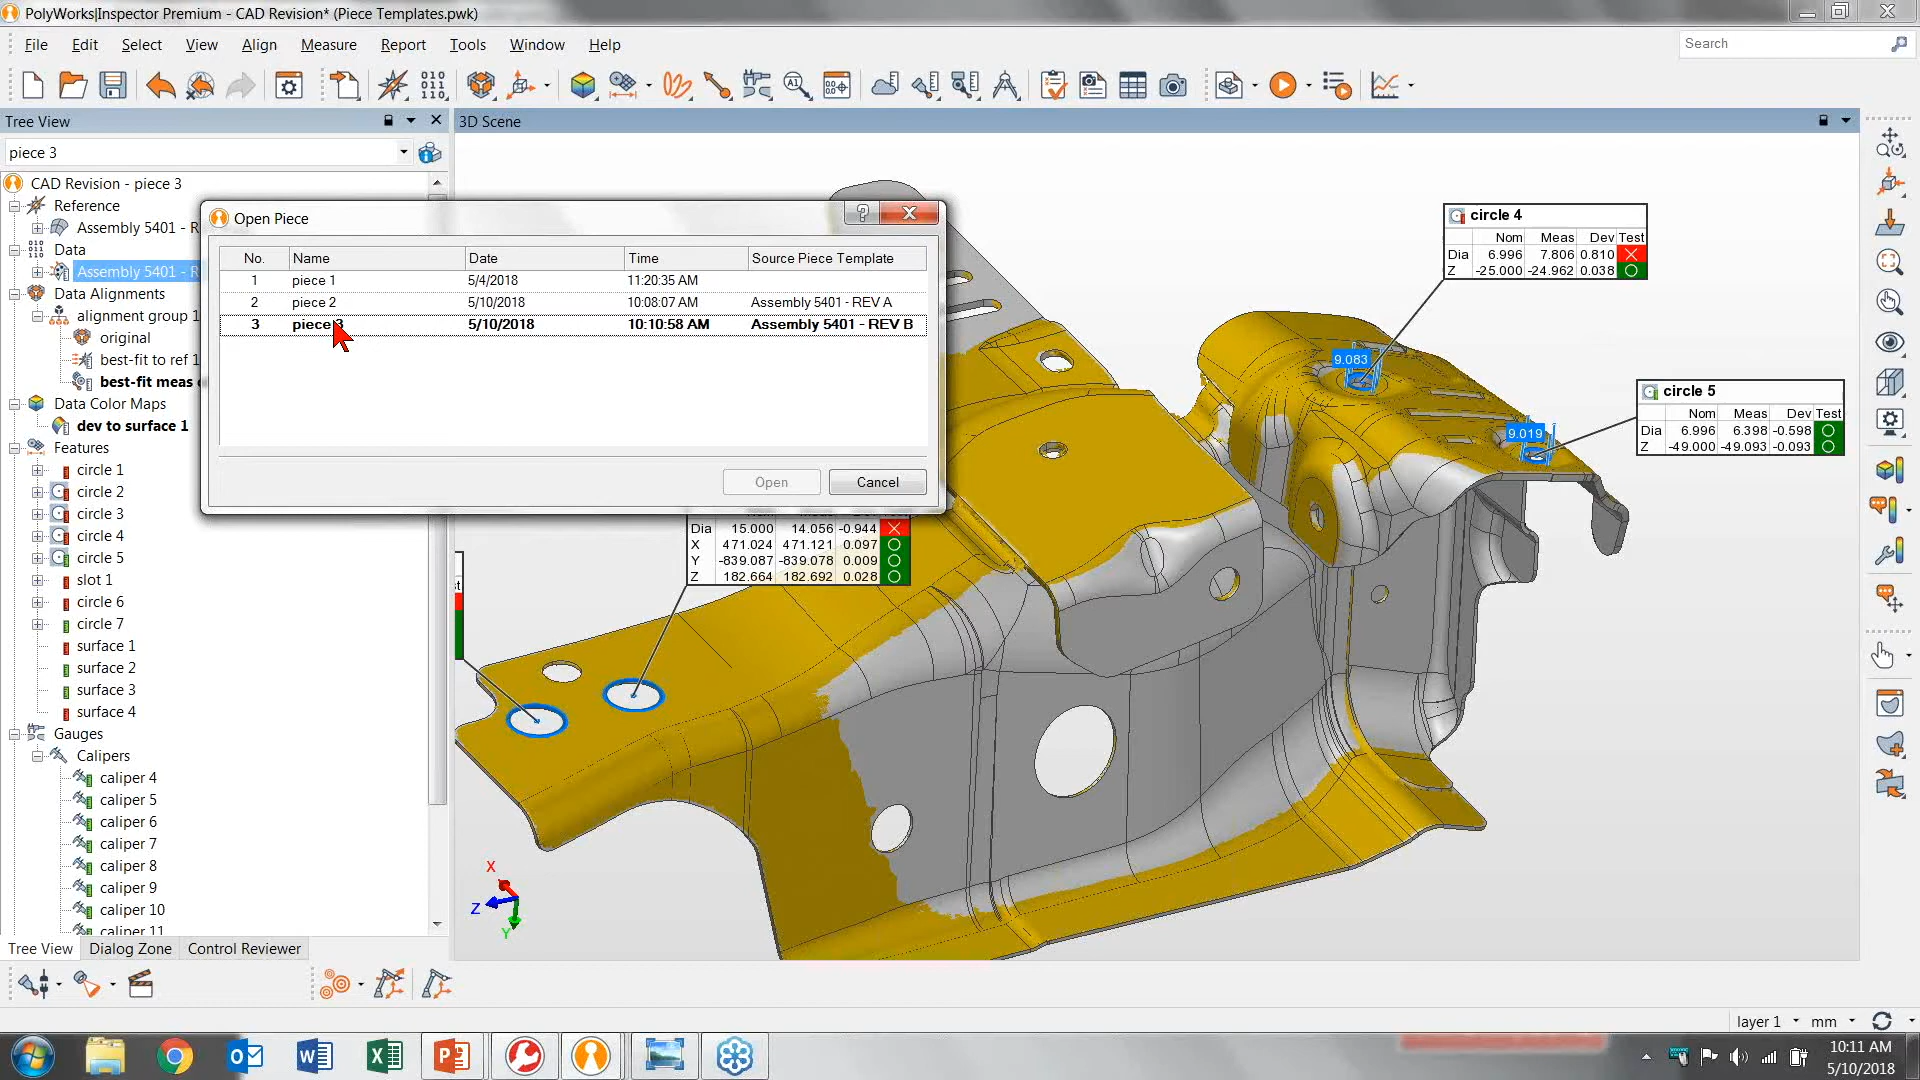 PolyWorks|Inspector Premium - CAD Revision* (Piece Templates.pwk)
File Edit Select View Align Measure Report Tools Window Help
Search
Tree View
3D Scene
piece 3
CAD Revision - piece 3
Reference
Assembly 5401 - R
Data
Assembly 5401 - R
Data Alignments
alignment group 1
original
best-fit to ref 1
best-fit meas
Data Color Maps
dev to surface 1
Features
circle 1
circle 2
circle 3
circle 4
circle 5
slot 1
circle 6
circle 7
surface 1
surface 2
surface 3
surface 4
Gauges
Calipers
caliper 4
caliper 5
caliper 6
caliper 7
caliper 8
caliper 9
caliper 10
caliper 11
Tree View Dialog Zone Control Reviewer
Open Piece
No. Name Date Time Source Piece Template
1 piece 1 5/4/2018 11:20:35 AM
2 piece 2 5/10/2018 10:08:07 AM Assembly 5401 - REV A
3 piece 3 5/10/2018 10:10:58 AM Assembly 5401 - REV B
Open Cancel
circle 4
Nom Meas Dev Test
Dia 6.996 7.806 0.810
Z -25.000 -24.962 0.038
9.083
circle 5
Nom Meas Dev Test
Dia 6.996 6.398 -0.598
Z -49.000 -49.093 -0.093
9.019
Dia 15.000 14.056 -0.944
X 471.024 471.121 0.097
Y -839.087 -839.078 0.009
Z 182.664 182.692 0.028
X
Z
Y
layer 1 mm
10:11 AM
5/10/2018